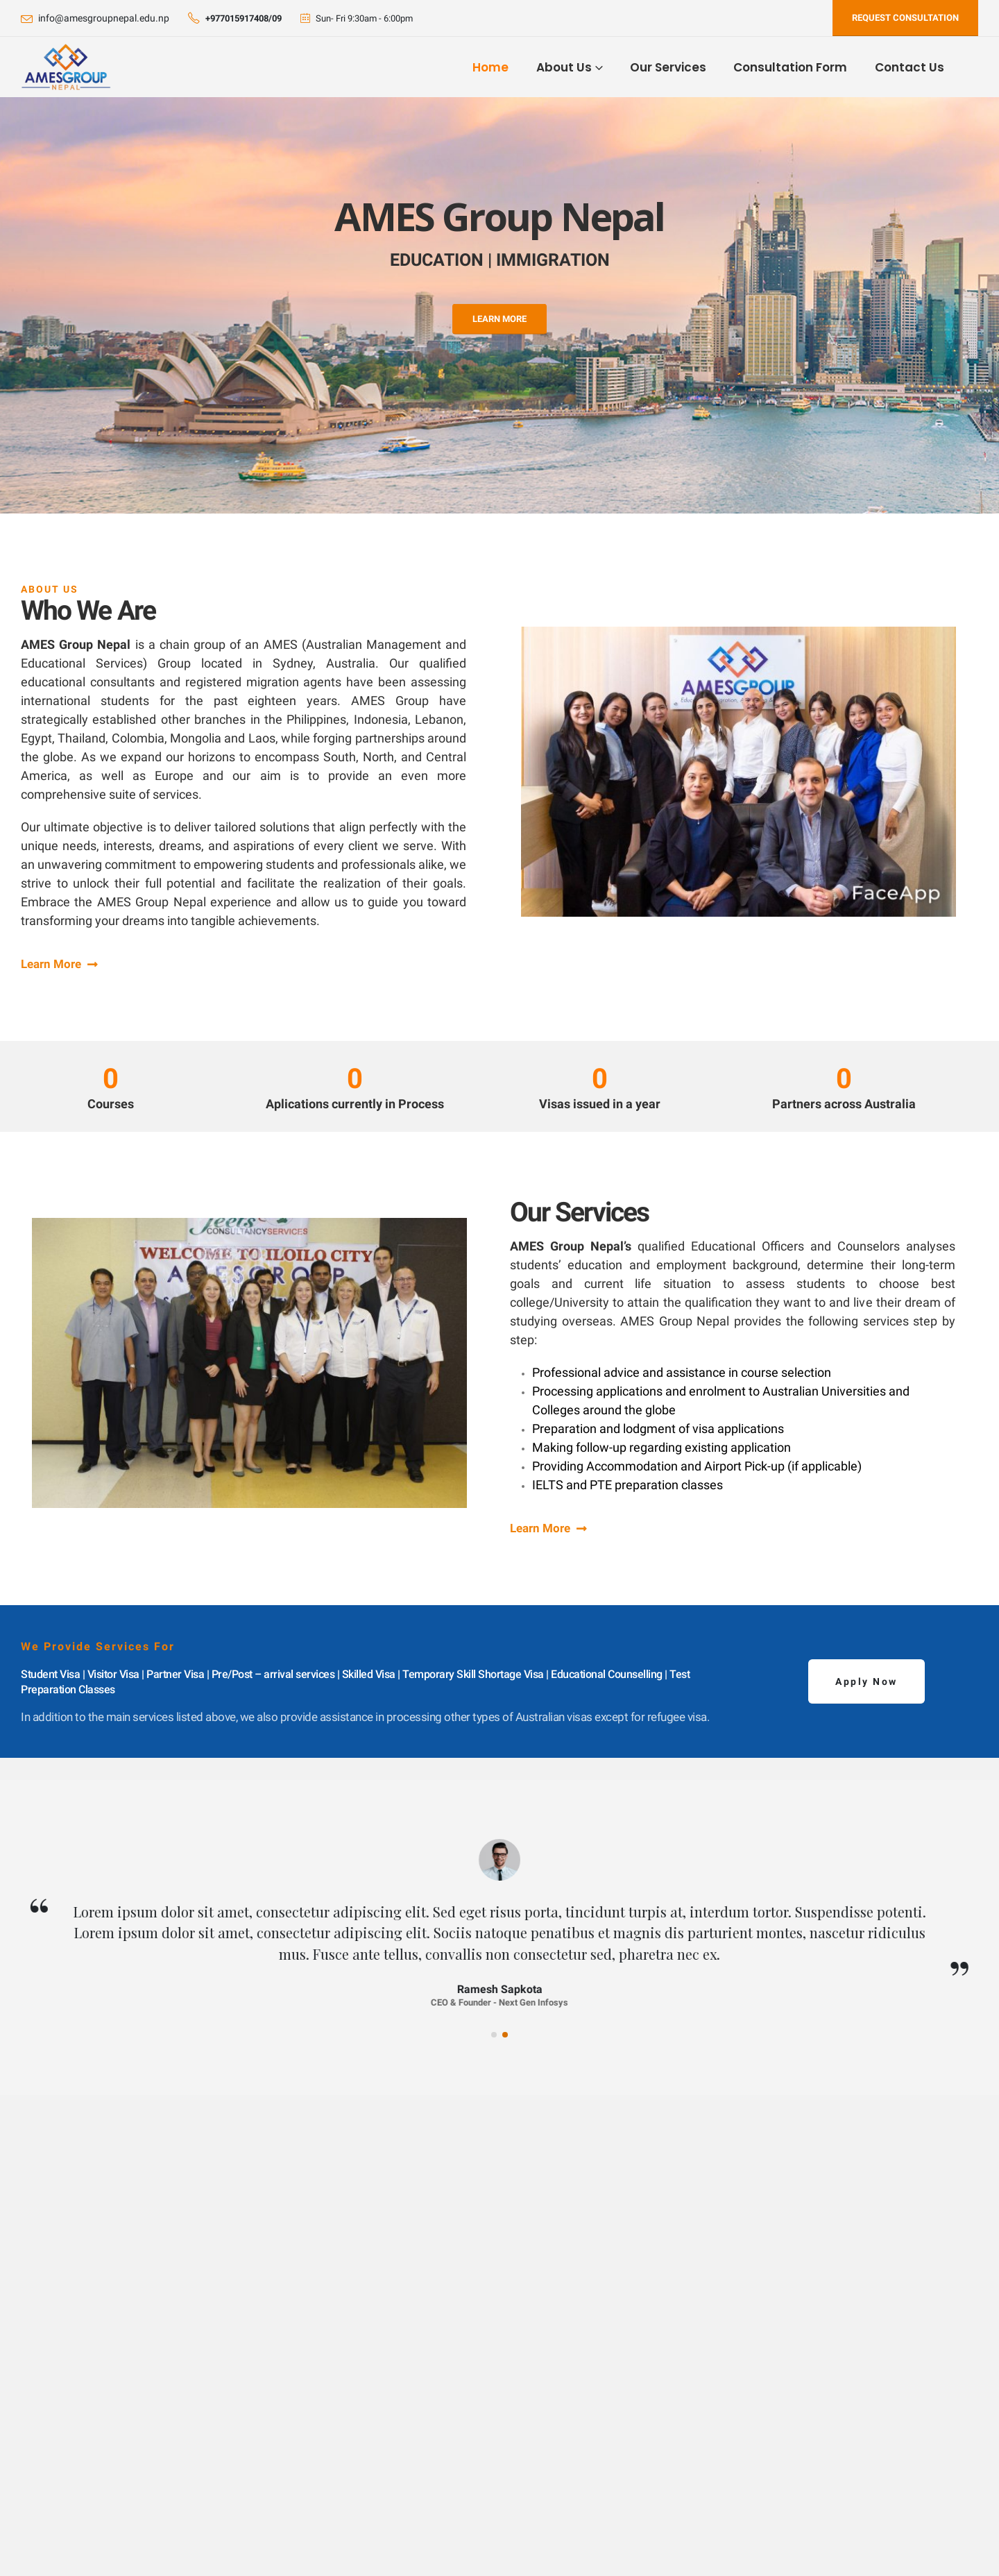 info@amesgroupnepal.edu.np
+977015917408/09
Sun- Fri 9:30am - 6:00pm
REQUEST CONSULTATION
AMESGROUP
NEPAL
Home
About Us
Our Services
Consultation Form
Contact Us
AMES Group Nepal
EDUCATION | IMMIGRATION
LEARN MORE
ABOUT US
Who We Are
AMES Group Nepal is a chain group of an AMES (Australian Management and
Educational Services) Group located in Sydney, Australia. Our qualified
educational consultants and registered migration agents have been assessing
international students for the past eighteen years. AMES Group have
strategically established other branches in the Philippines, Indonesia, Lebanon,
Egypt, Thailand, Colombia, Mongolia and Laos, while forging partnerships around
the globe. As we expand our horizons to encompass South, North, and Central
America, as well as Europe and our aim is to provide an even more
comprehensive suite of services.
Our ultimate objective is to deliver tailored solutions that align perfectly with the
unique needs, interests, dreams, and aspirations of every client we serve. With
an unwavering commitment to empowering students and professionals alike, we
strive to unlock their full potential and facilitate the realization of their goals.
Embrace the AMES Group Nepal experience and allow us to guide you toward
transforming your dreams into tangible achievements.
Learn More
AMESGROUP
FaceApp
0
Courses
0
Aplications currently in Process
0
Visas issued in a year
0
Partners across Australia
CONSULTANCYSERVICES
WELCOME TO ILOILO CITY
AMESGROUP
Our Services
AMES Group Nepal’s qualified Educational Officers and Counselors analyses
students’ education and employment background, determine their long-term
goals and current life situation to assess students to choose best
college/University to attain the qualification they want to and live their dream of
studying overseas. AMES Group Nepal provides the following services step by
step:
Professional advice and assistance in course selection
Processing applications and enrolment to Australian Universities and
Colleges around the globe
Preparation and lodgment of visa applications
Making follow-up regarding existing application
Providing Accommodation and Airport Pick-up (if applicable)
IELTS and PTE preparation classes
Learn More
We Provide Services For
Student Visa | Visitor Visa | Partner Visa | Pre/Post – arrival services | Skilled Visa | Temporary Skill Shortage Visa | Educational Counselling | Test
Preparation Classes
In addition to the main services listed above, we also provide assistance in processing other types of Australian visas except for refugee visa.
Apply Now
“
Lorem ipsum dolor sit amet, consectetur adipiscing elit. Sed eget risus porta, tincidunt turpis at, interdum tortor. Suspendisse potenti.
Lorem ipsum dolor sit amet, consectetur adipiscing elit. Sociis natoque penatibus et magnis dis parturient montes, nascetur ridiculus
mus. Fusce ante tellus, convallis non consectetur sed, pharetra nec ex.
”
Ramesh Sapkota
CEO & Founder - Next Gen Infosys